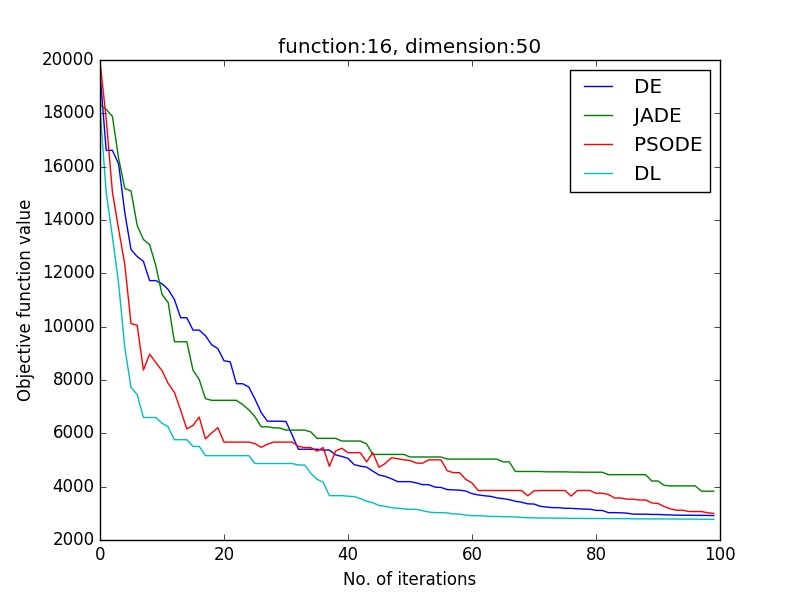 function:16, dimension:50
20000
18000
16000
14000
12000
10000
8000
6000
4000
2000
Objective function value
DE
JADE
PSODE
DL
0
20
40
60
80
100
No. of iterations